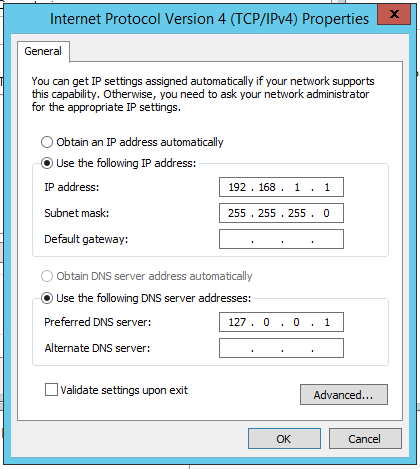 Internet Protocol Version 4 (TCP/IPv4) Properties
x
General
You can get IP settings assigned automatically if your network supports
this capability. Otherwise, you need to ask your network administrator
for the appropriate IP settings.
Obtain an IP address automatically
Use the following IP address:
IP address: 192 . 168 . 1 . 1
Subnet mask: 255 . 255 . 255 . 0
Default gateway: . . .
Obtain DNS server address automatically
Use the following DNS server addresses:
Preferred DNS server: 127 . 0 . 0 . 1
Alternate DNS server: . . .
Validate settings upon exit
Advanced...
OK Cancel